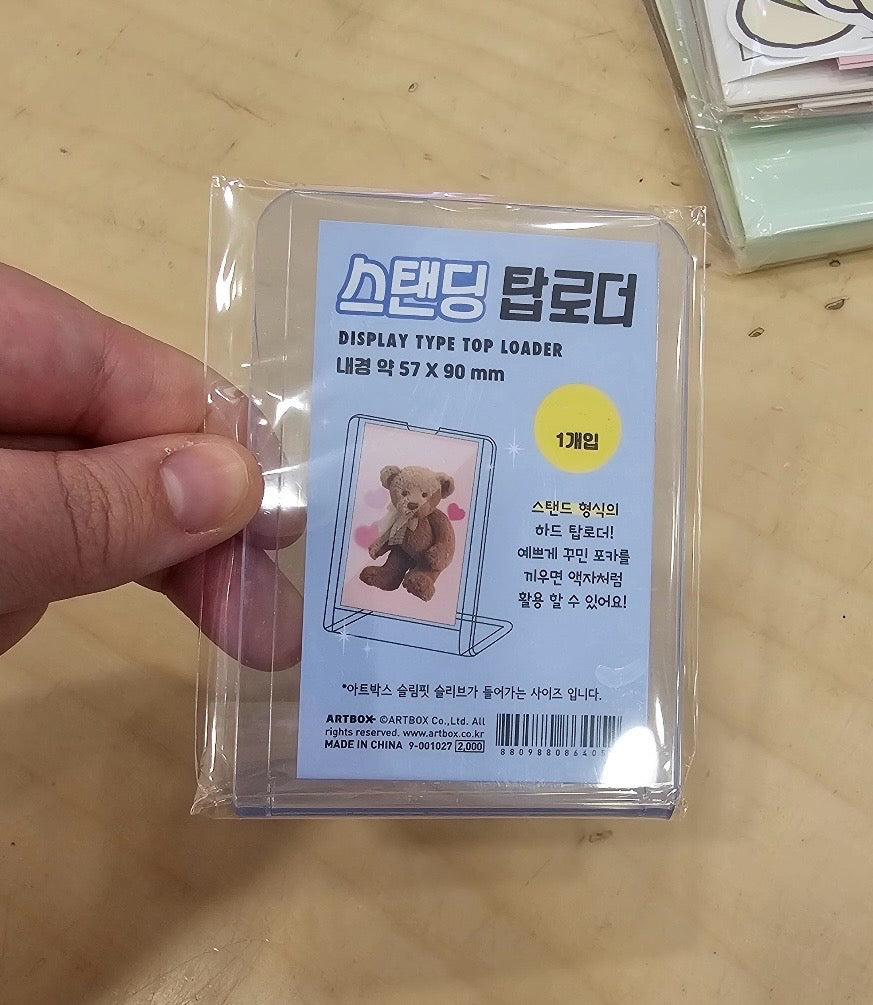 스탠딩 탑로더
DISPLAY TYPE TOP LOADER
내경 약 57 X 90 mm
1개입
스탠드 형식의
하드 탑로더!
예쁘게 꾸민 포카를
끼우면 액자처럼
활용 할 수 있어요!
*아트박스 슬림핏 슬리브가 들어가는 사이즈 입니다.
ARTBOX ©ARTBOX Co.,Ltd. All
rights reserved. www.artbox.co.kr
MADE IN CHINA 9-001027 2,000